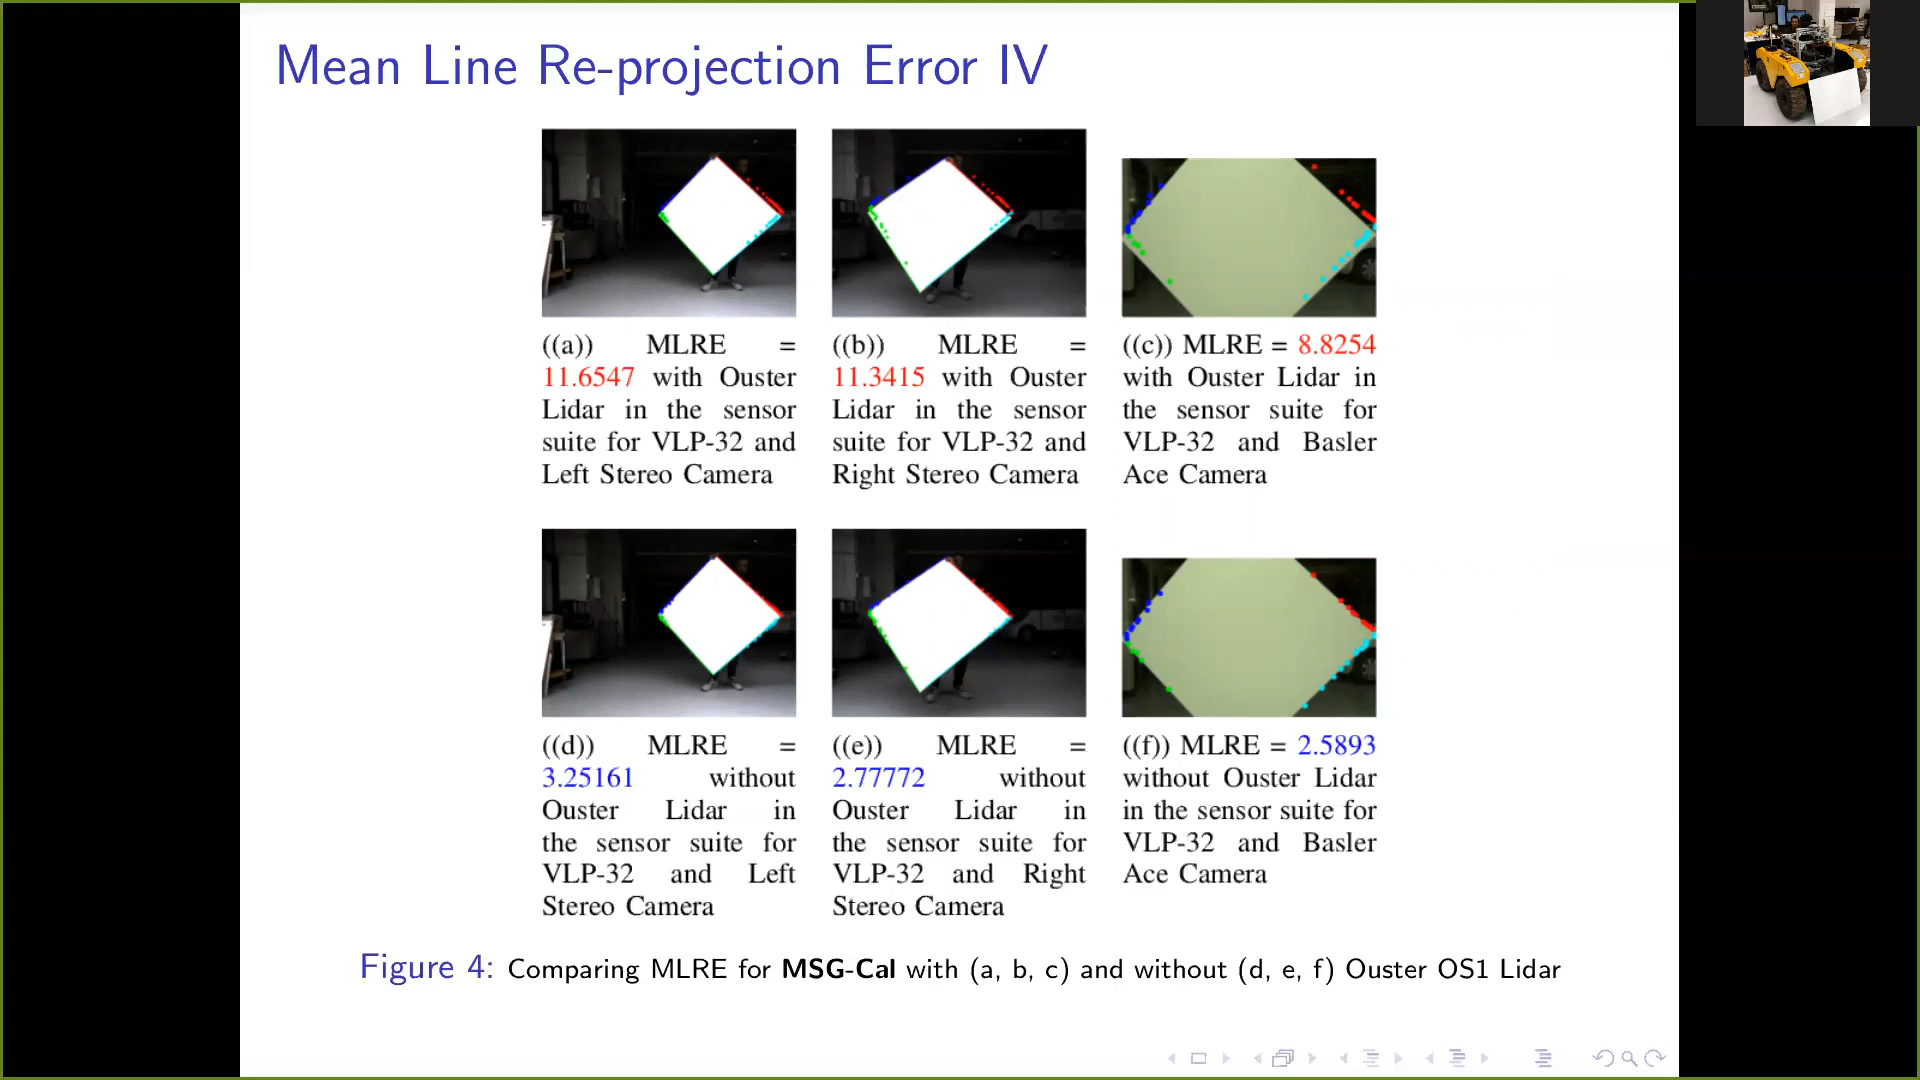 Mean Line Re-projection Error IV
((a)) MLRE =
11.6547 with Ouster
Lidar in the sensor
suite for VLP-32 and
Left Stereo Camera
((b)) MLRE =
11.3415 with Ouster
Lidar in the sensor
suite for VLP-32 and
Right Stereo Camera
((c)) MLRE = 8.8254
with Ouster Lidar in
the sensor suite for
VLP-32 and Basler
Ace Camera
((d)) MLRE =
3.25161 without
Ouster Lidar in
the sensor suite for
VLP-32 and Left
Stereo Camera
((e)) MLRE =
2.77772 without
Ouster Lidar in
the sensor suite for
VLP-32 and Right
Stereo Camera
((f)) MLRE = 2.5893
without Ouster Lidar
in the sensor suite for
VLP-32 and Basler
Ace Camera
Figure 4: Comparing MLRE for MSG-Cal with (a, b, c) and without (d, e, f) Ouster OS1 Lidar